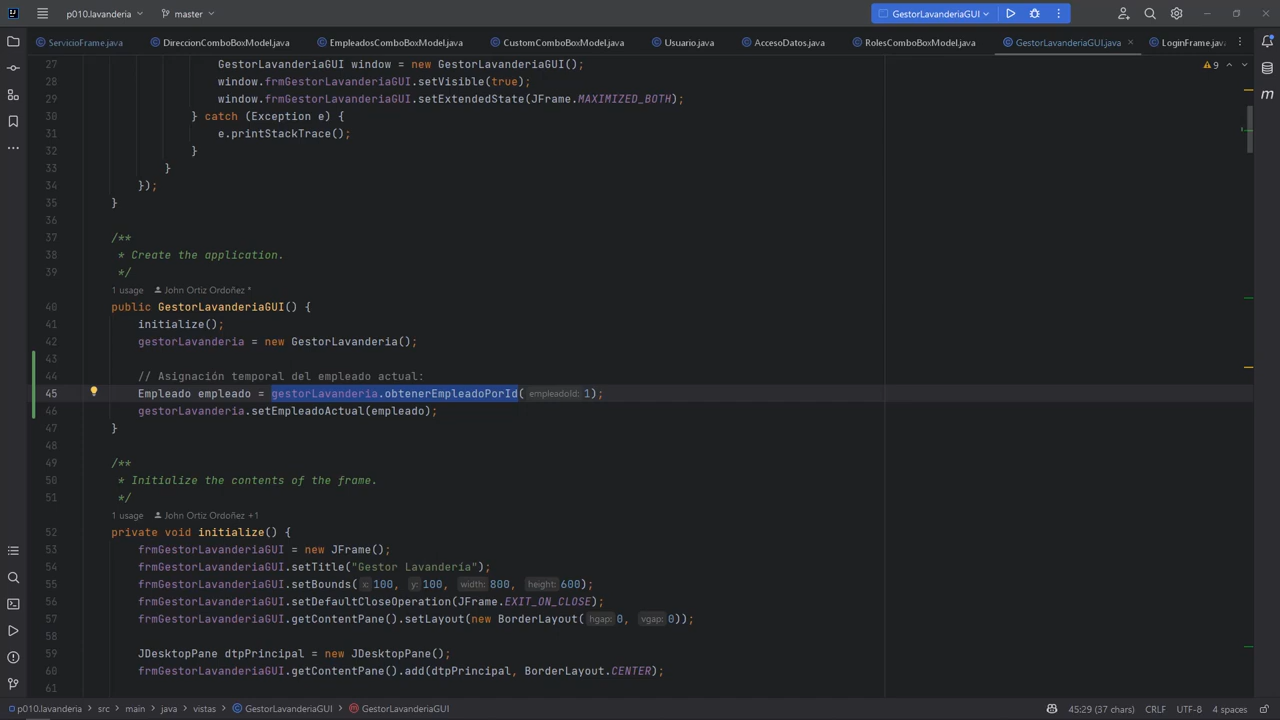 p010.lavanderia
master
GestorLavanderiaGUI
ServicioFrame.java
DireccionComboBoxModel.java
EmpleadosComboBoxModel.java
CustomComboBoxModel.java
Usuario.java
AccesoDatos.java
RolesComboBoxModel.java
GestorLavanderiaGUI.java
LoginFrame.java
9
27 GestorLavanderiaGUI window = new GestorLavanderiaGUI();
28 window.frmGestorLavanderiaGUI.setVisible(true);
29 window.frmGestorLavanderiaGUI.setExtendedState(JFrame.MAXIMIZED_BOTH);
30 } catch (Exception e) {
31 e.printStackTrace();
32 }
33 }
34 });
35 }
36
37 /**
38 * Create the application.
39 */
1 usage John Ortiz Ordoñez *
40 public GestorLavanderiaGUI() {
41 initialize();
42 gestorLavanderia = new GestorLavanderia();
43
44 // Asignación temporal del empleado actual:
45 Empleado empleado = gestorLavanderia.obtenerEmpleadoPorId( empleadoId: 1);
46 gestorLavanderia.setEmpleadoActual(empleado);
47 }
48
49 /**
50 * Initialize the contents of the frame.
51 */
1 usage John Ortiz Ordoñez +1
52 private void initialize() {
53 frmGestorLavanderiaGUI = new JFrame();
54 frmGestorLavanderiaGUI.setTitle("Gestor Lavandería");
55 frmGestorLavanderiaGUI.setBounds( x: 100, y: 100, width: 800, height: 600);
56 frmGestorLavanderiaGUI.setDefaultCloseOperation(JFrame.EXIT_ON_CLOSE);
57 frmGestorLavanderiaGUI.getContentPane().setLayout(new BorderLayout( hgap: 0, vgap: 0));
58
59 JDesktopPane dtpPrincipal = new JDesktopPane();
60 frmGestorLavanderiaGUI.getContentPane().add(dtpPrincipal, BorderLayout.CENTER);
61
p010.lavanderia > src > main > java > vistas > GestorLavanderiaGUI > GestorLavanderiaGUI
45:29 (37 chars) CRLF UTF-8 4 spaces